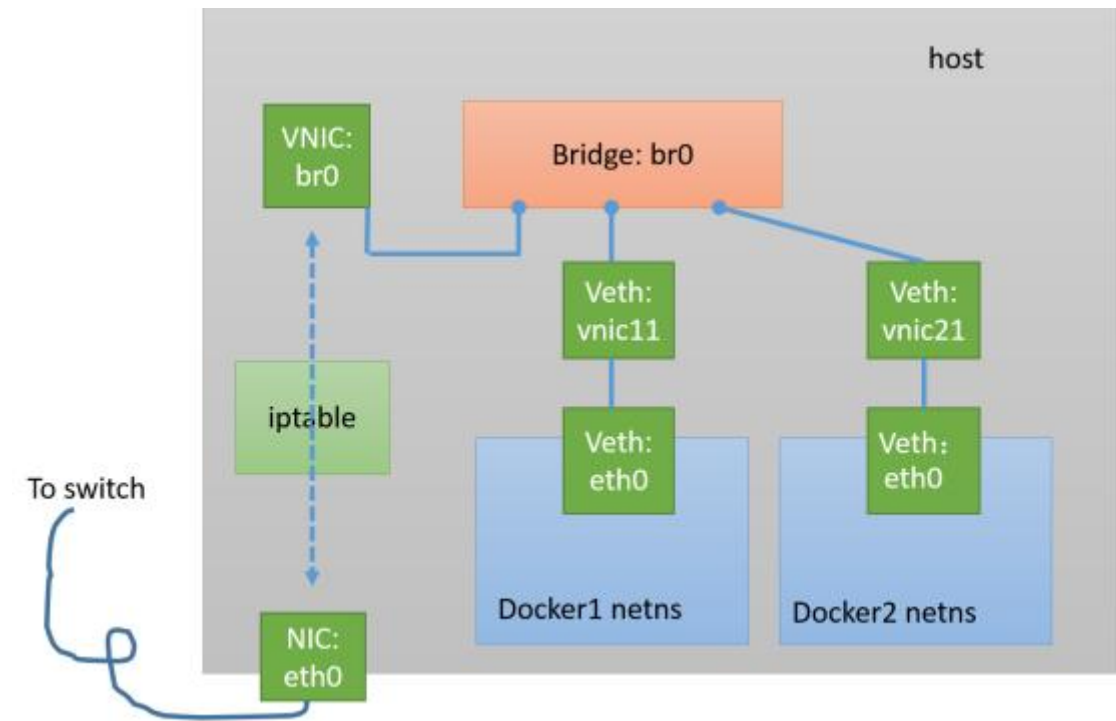 host
VNIC:
br0
Bridge: br0
Veth:
vnic11
Veth:
vnic21
iptable
Veth:
eth0
Veth：
eth0
To switch
Docker1 netns
Docker2 netns
NIC:
eth0